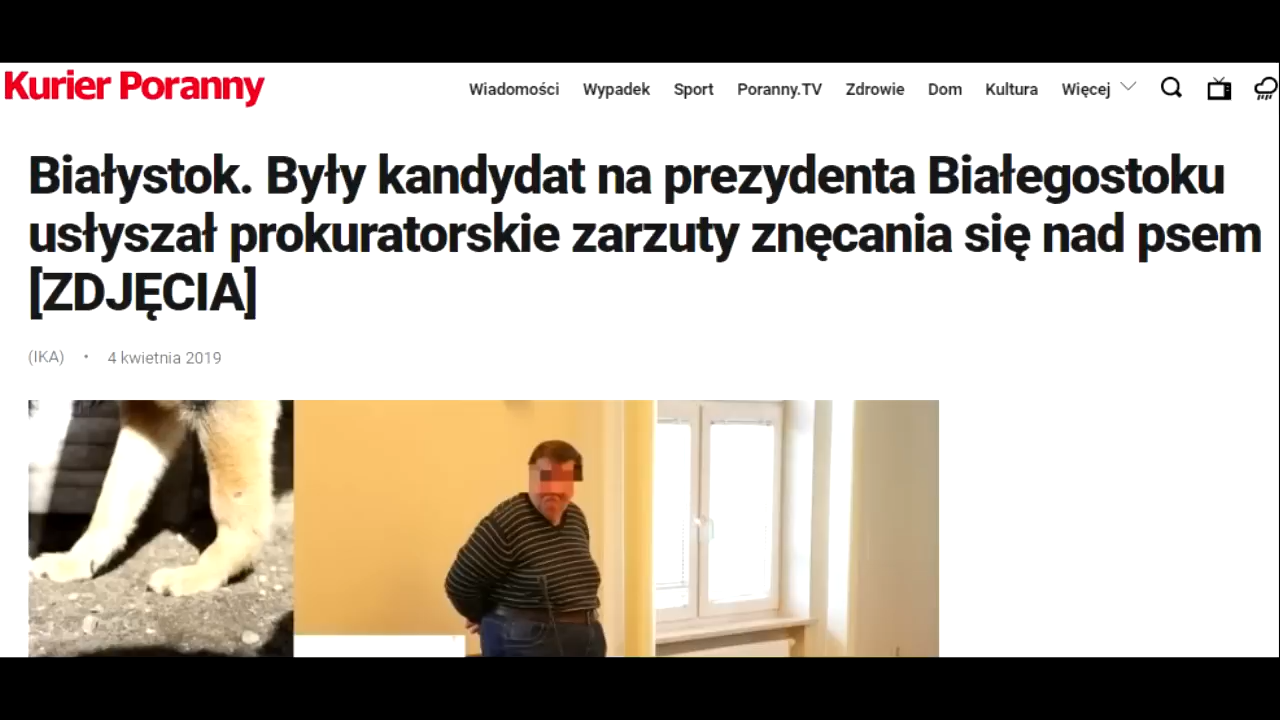 Kurier Poranny
Wiadomości Wypadek Sport Poranny.TV Zdrowie Dom Kultura Więcej
Białystok. Były kandydat na prezydenta Białegostoku
usłyszał prokuratorskie zarzuty znęcania się nad psem
[ZDJĘCIA]
(IKA) • 4 kwietnia 2019